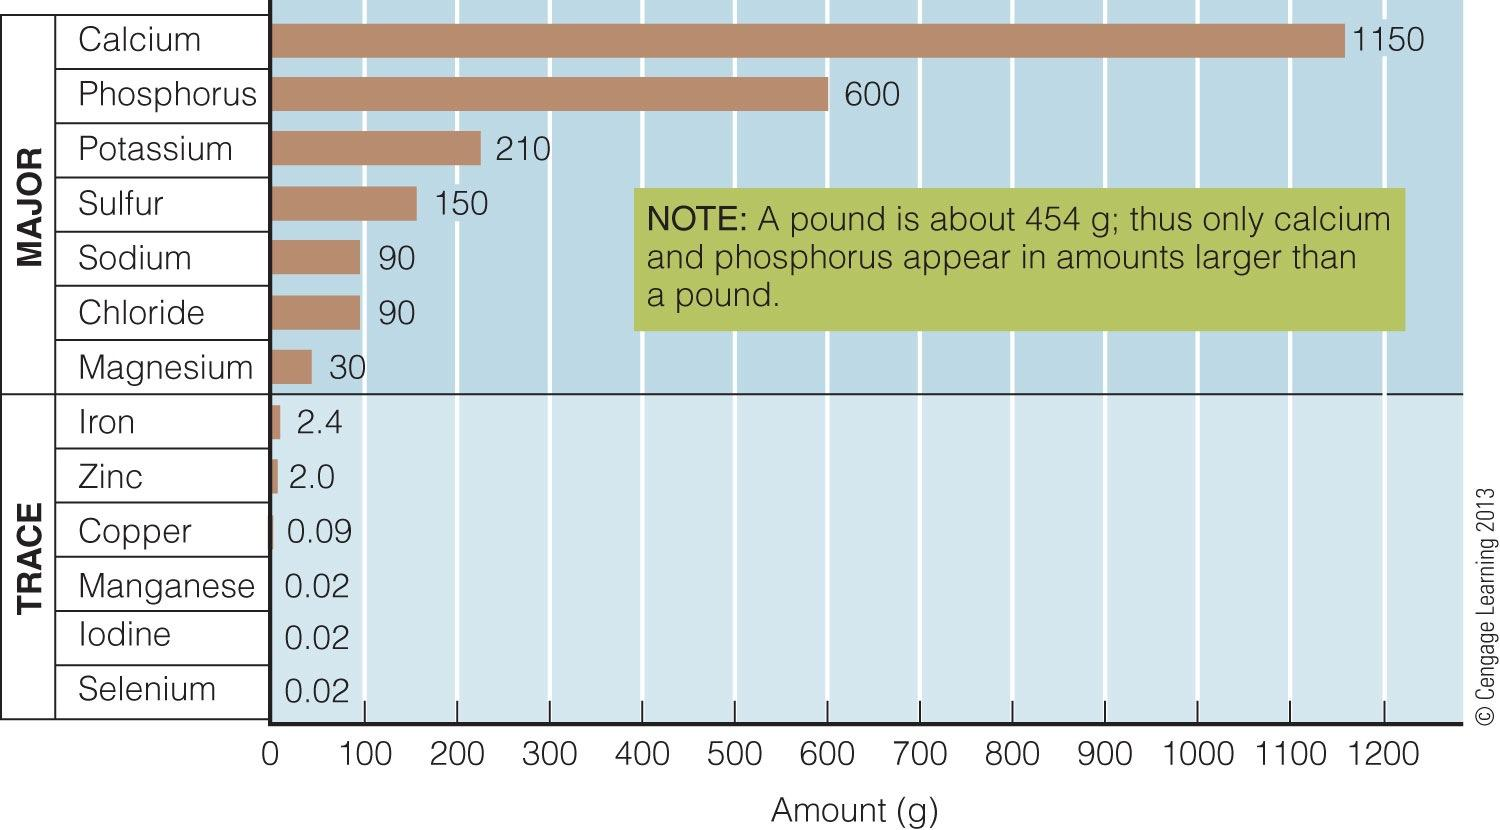 MAJOR
Calcium 1150
Phosphorus 600
Potassium 210
Sulfur 150
Sodium 90
Chloride 90
Magnesium 30
NOTE: A pound is about 454 g; thus only calcium
and phosphorus appear in amounts larger than
a pound.
TRACE
Iron 2.4
Zinc 2.0
Copper 0.09
Manganese 0.02
Iodine 0.02
Selenium 0.02
0 100 200 300 400 500 600 700 800 900 1000 1100 1200
Amount (g)
© Cengage Learning 2013